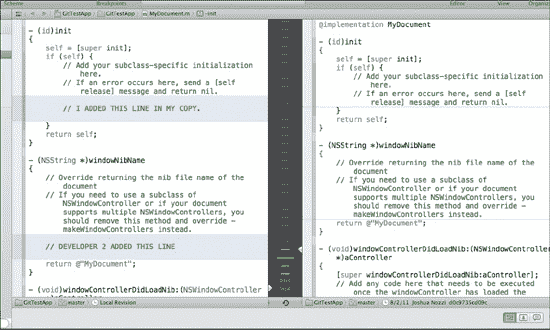 Scheme
Breakpoints
Editor
View
GitTestApp
GitTestApp
MyDocument.m
-init
- (id)init
{
self = [super init];
if (self) {
// Add your subclass-specific initialization
here.
// If an error occurs here, send a [self
release] message and return nil.
// I ADDED THIS LINE IN MY COPY.
}
return self;
}
- (NSString *)windowNibName
{
// Override returning the nib file name of the
document
// If you need to use a subclass of
NSWindowController or if your document
supports multiple NSWindowControllers, you
should remove this method and override -
makeWindowControllers instead.
// DEVELOPER 2 ADDED THIS LINE
return @"MyDocument";
}
- (void)windowControllerDidLoadNib:(NSWindowController
GitTestApp
master
Local Revision
@implementation MyDocument
- (id)init
{
self = [super init];
if (self) {
// Add your subclass-specific initialization
here.
// If an error occurs here, send a [self
release] message and return nil.
}
return self;
}
- (NSString *)windowNibName
{
// Override returning the nib file name of the
document
// If you need to use a subclass of
NSWindowController or if your document
supports multiple NSWindowControllers, you
should remove this method and override -
makeWindowControllers instead.
return @"MyDocument";
}
- (void)windowControllerDidLoadNib:(NSWindowController
*)aController
{
[super windowControllerDidLoadNib:aController];
// Add any code here that needs to be executed
once the windowController has loaded the
GitTestApp
master
8/2/11 Joshua Nozzi